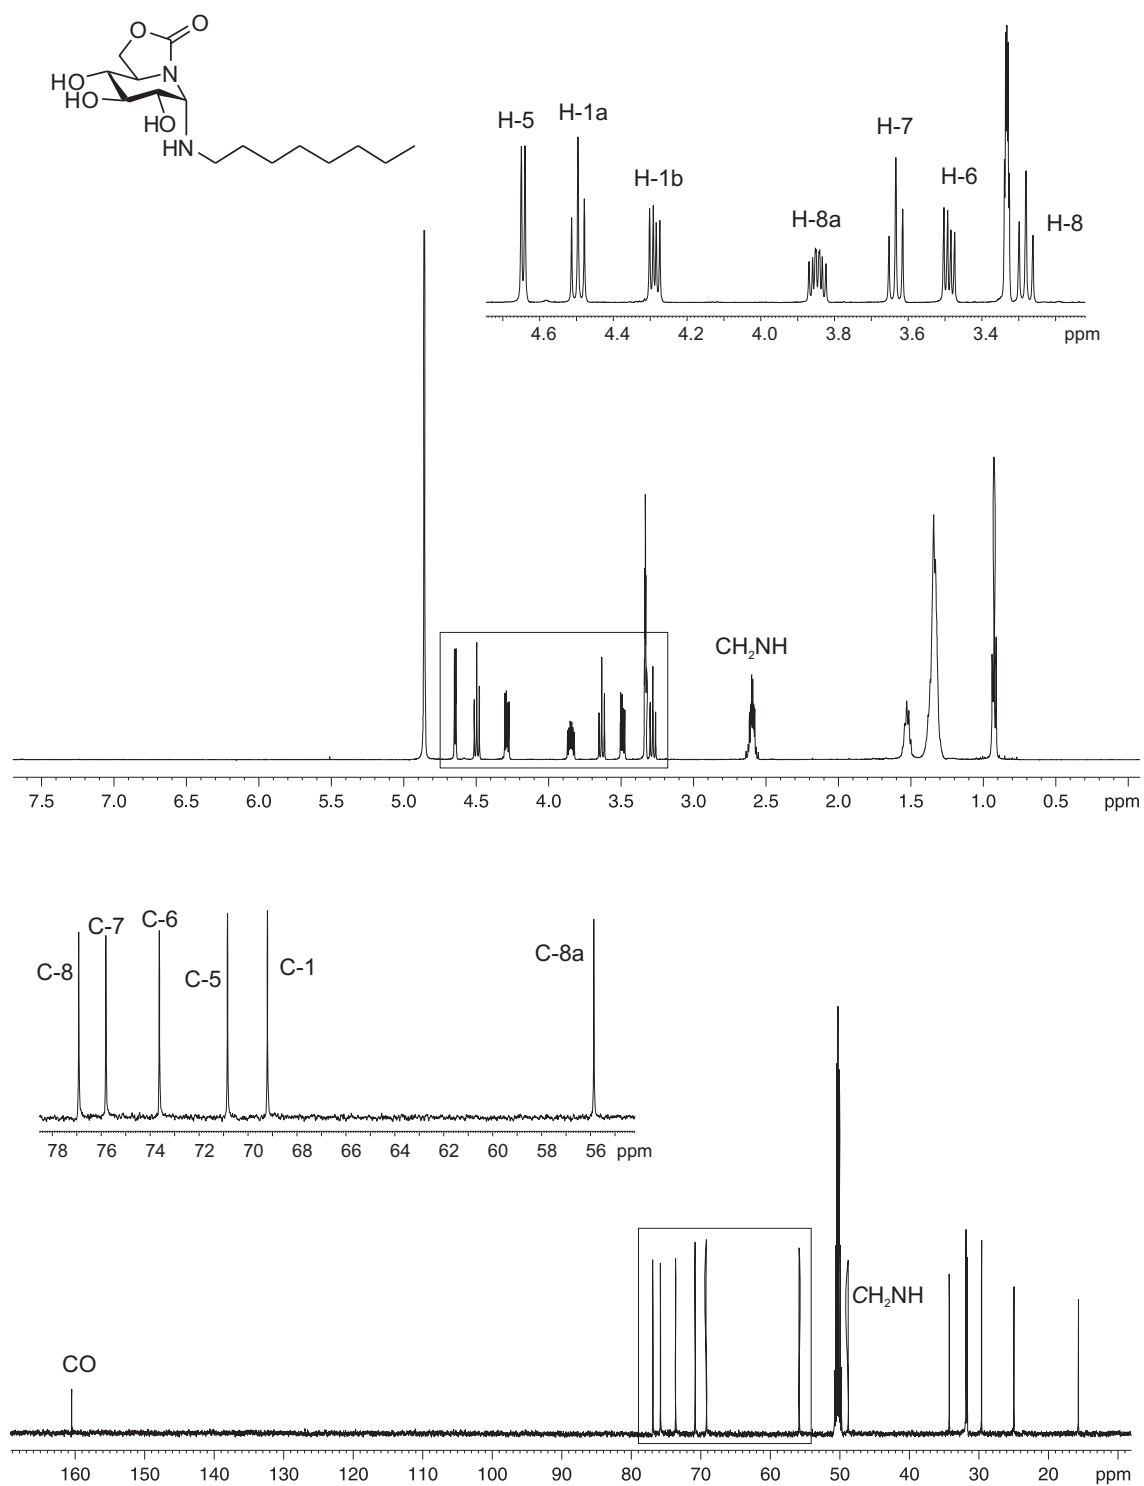 O
O
N
HO
HO
HO
HN
H-5
H-1a
H-1b
H-8a
H-7
H-6
H-8
4.6 4.4 4.2 4.0 3.8 3.6 3.4 ppm
CH₂NH
7.5 7.0 6.5 6.0 5.5 5.0 4.5 4.0 3.5 3.0 2.5 2.0 1.5 1.0 0.5 ppm
C-8
C-7
C-6
C-5
C-1
C-8a
78 76 74 72 70 68 66 64 62 60 58 56 ppm
CH₂NH
CO
160 150 140 130 120 110 100 90 80 70 60 50 40 30 20 ppm